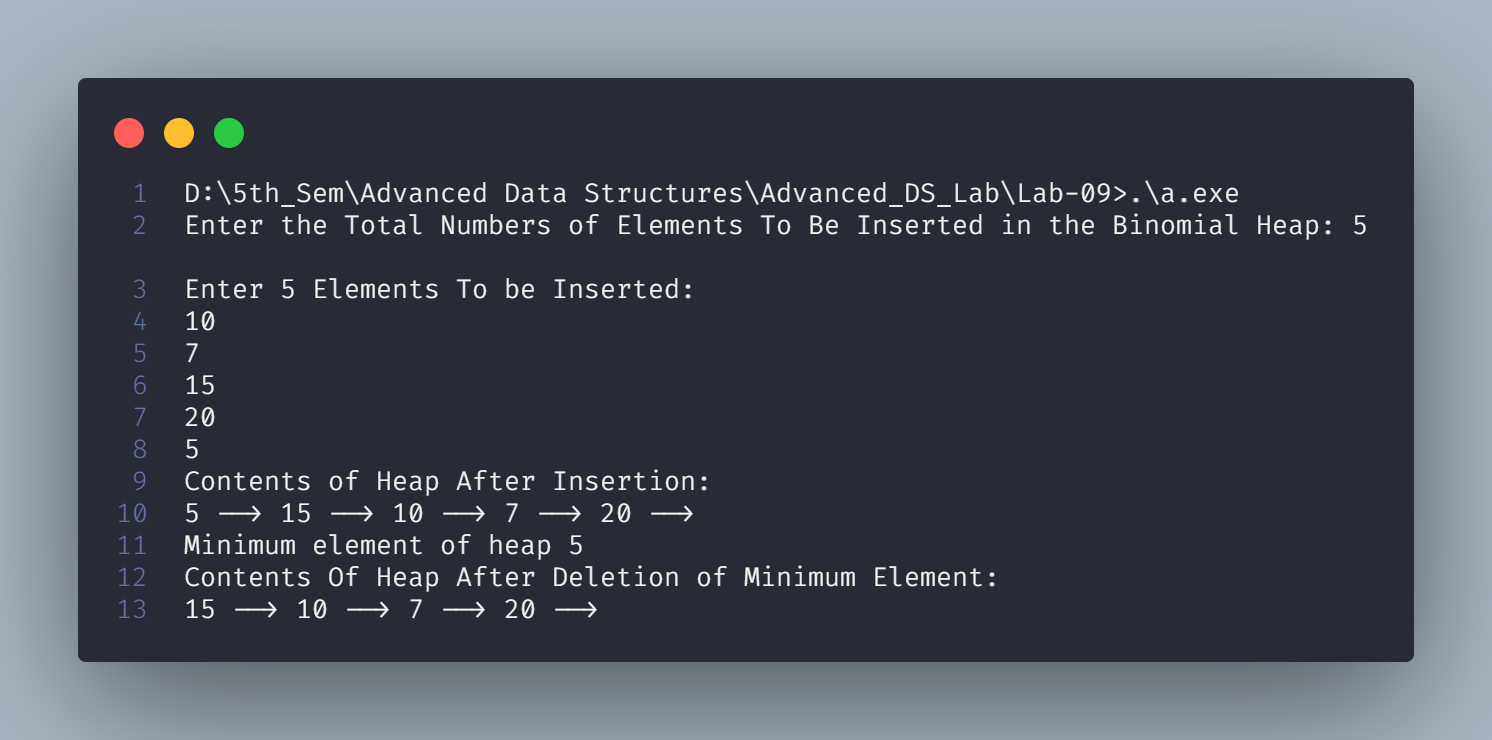 1 D:\5th_Sem\Advanced Data Structures\Advanced_DS_Lab\Lab-09>.\a.exe
2 Enter the Total Numbers of Elements To Be Inserted in the Binomial Heap: 5
3 Enter 5 Elements To be Inserted:
4 10
5 7
6 15
7 20
8 5
9 Contents of Heap After Insertion:
10 5 --> 15 --> 10 --> 7 --> 20 -->
11 Minimum element of heap 5
12 Contents Of Heap After Deletion of Minimum Element:
13 15 --> 10 --> 7 --> 20 -->